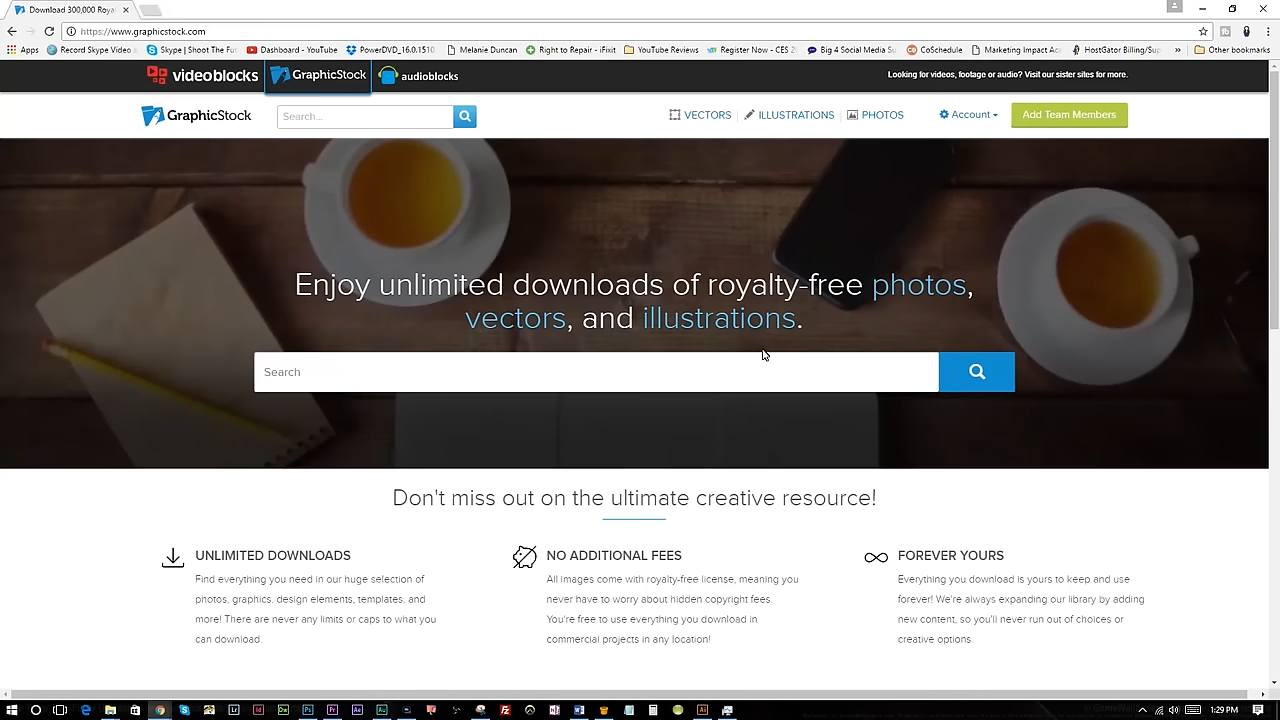 Download 300,000 Roya
https://www.graphicstock.com
Apps
Record Skype Video
Skype | Shoot The Fu
Dashboard - YouTube
PowerDVD_16.0.1510
Melanie Duncan
Right to Repair - iFixit
YouTube Reviews
Register Now - CES 20
Big 4 Social Media Su
CoSchedule
Marketing Impact Aca
HostGator Billing/Sup
»
Other bookmarks
videoblocks
GraphicStock
audioblocks
Looking for videos, footage or audio? Visit our sister sites for more.
GraphicStock
Search...
VECTORS
ILLUSTRATIONS
PHOTOS
Account
Add Team Members
Enjoy unlimited downloads of royalty-free photos,
vectors, and illustrations.
Search
Don't miss out on the ultimate creative resource!
UNLIMITED DOWNLOADS
Find everything you need in our huge selection of
photos, graphics, design elements, templates, and
more! There are never any limits or caps to what you
can download.
NO ADDITIONAL FEES
All images come with royalty-free license, meaning you
never have to worry about hidden copyright fees.
You're free to use everything you download in
commercial projects in any location!
FOREVER YOURS
Everything you download is yours to keep and use
forever! We're always expanding our library by adding
new content, so you'll never run out of choices or
creative options.
1:29 PM